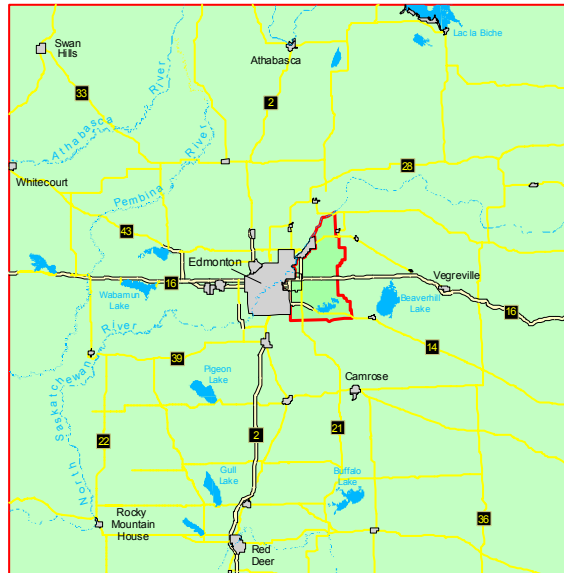 Lac la Biche
Swan
Hills
Athabasca
33
2
Athabasca
River
River
Pembina
28
Whitecourt
43
Edmonton
16
Wabamun
Lake
Vegreville
Beaverhill
Lake
16
River
North Saskatchewan
39
14
Pigeon
Lake
Camrose
22
2
21
Gull
Lake
Buffalo
Lake
36
Rocky
Mountain
House
Red
Deer